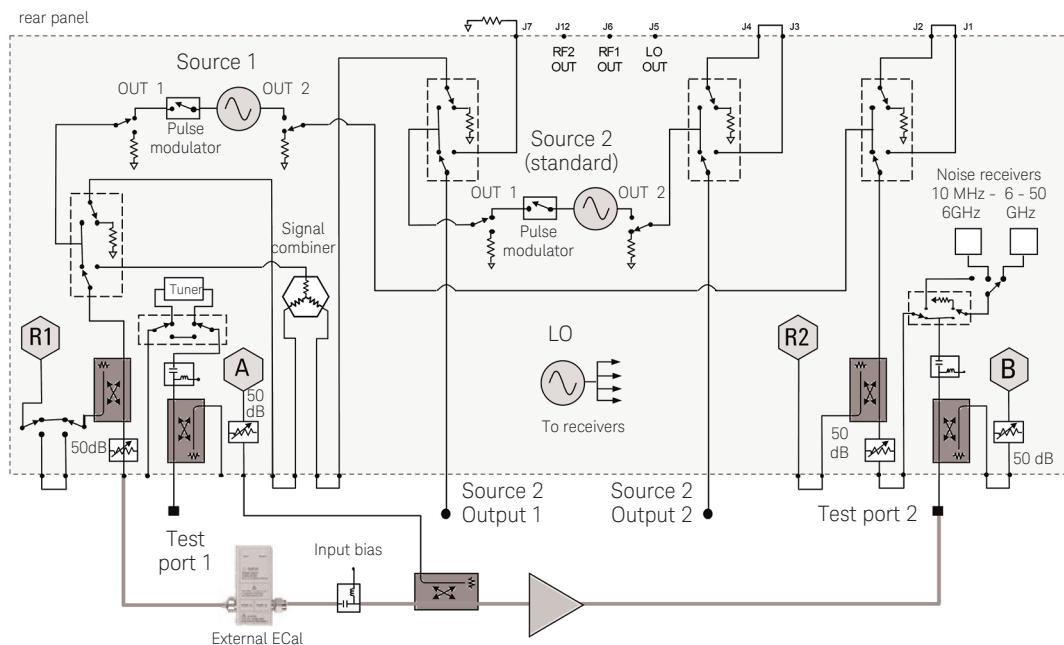 rear panel
J7
J12
J6
J5
J4
J3
J2
J1
RF2
OUT
RF1
OUT
LO
OUT
Source 1
OUT 1
OUT 2
Pulse
modulator
Source 2
(standard)
OUT 1
OUT 2
Pulse
modulator
Noise receivers
10 MHz -
6GHz
6 - 50
GHz
Signal
combiner
Tuner
R1
A
50
dB
50dB
LO
To receivers
R2
B
50
dB
50 dB
Test
port 1
Source 2
Output 1
Source 2
Output 2
Test port 2
Input bias
External ECal